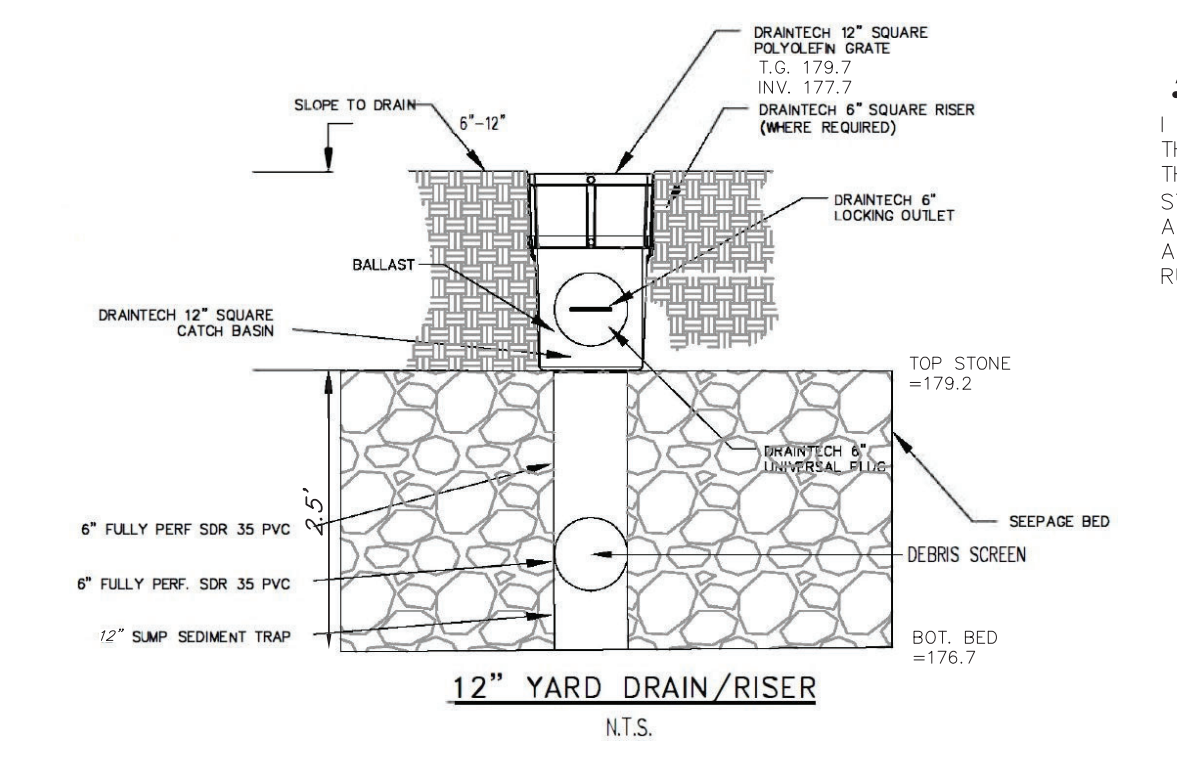 DRAINTECH 12" SQUARE
POLYOLEFIN GRATE
T.G. 179.7
INV. 177.7
SLOPE TO DRAIN
6"-12"
DRAINTECH 6" SQUARE RISER
(WHERE REQUIRED)
DRAINTECH 6"
LOCKING OUTLET
BALLAST
DRAINTECH 12" SQUARE
CATCH BASIN
TOP STONE
=179.2
DRAINTECH 6"
UNIVERSAL PLUG
2.5'
6" FULLY PERF SDR 35 PVC
SEEPAGE BED
DEBRIS SCREEN
6" FULLY PERF. SDR 35 PVC
12" SUMP SEDIMENT TRAP
BOT. BED
=176.7
12" YARD DRAIN/RISER
N.T.S.